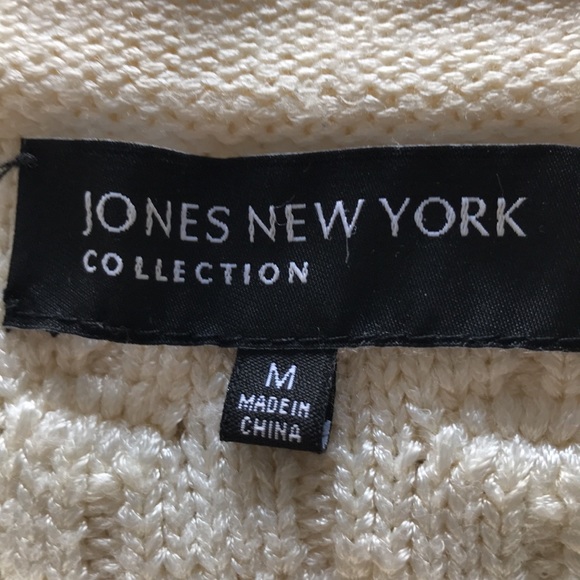 JONES NEW YORK
COLLECTION
M
MADE IN
CHINA